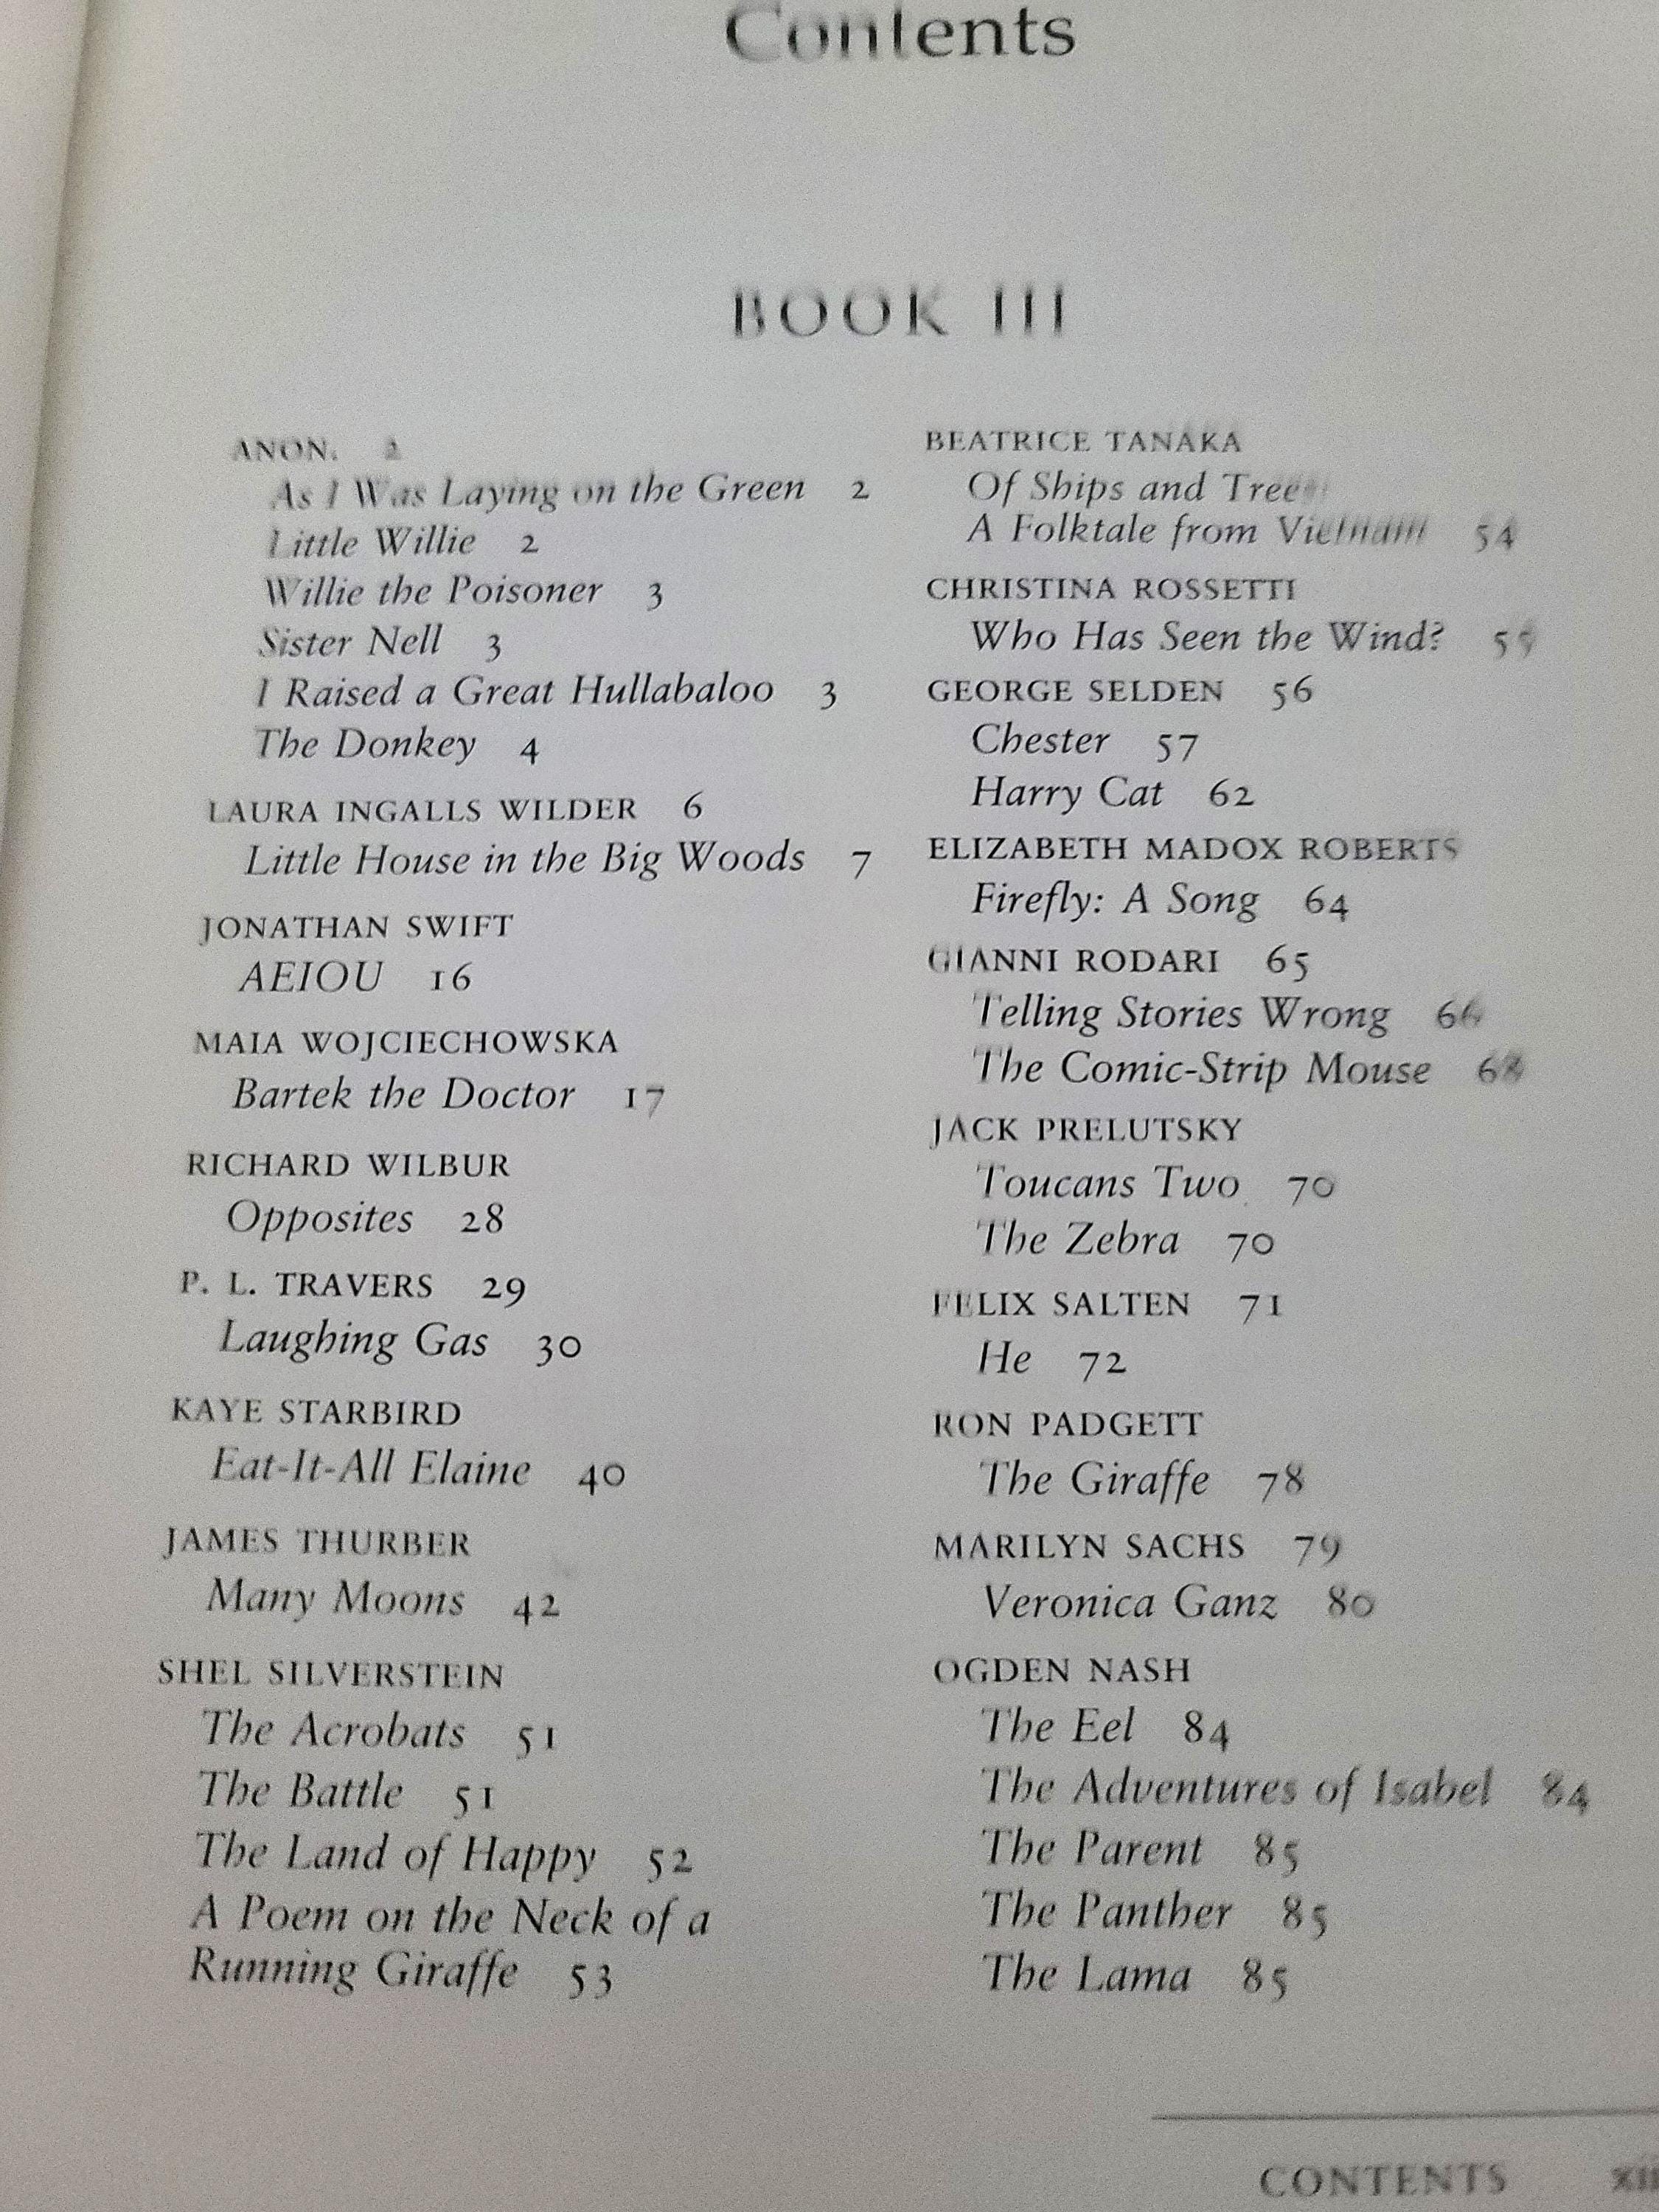 Contents
BOOK III
ANON. 2
As I Was Laying on the Green 2
Little Willie 2
Willie the Poisoner 3
Sister Nell 3
I Raised a Great Hullabaloo 3
The Donkey 4
LAURA INGALLS WILDER 6
Little House in the Big Woods 7
JONATHAN SWIFT
AEIOU 16
MAIA WOJCIECHOWSKA
Bartek the Doctor 17
RICHARD WILBUR
Opposites 28
P. L. TRAVERS 29
Laughing Gas 30
KAYE STARBIRD
Eat-It-All Elaine 40
JAMES THURBER
Many Moons 42
SHEL SILVERSTEIN
The Acrobats 51
The Battle 51
The Land of Happy 52
A Poem on the Neck of a
Running Giraffe 53
BEATRICE TANAKA
Of Ships and Trees:
A Folktale from Vietnam 54
CHRISTINA ROSSETTI
Who Has Seen the Wind? 55
GEORGE SELDEN 56
Chester 57
Harry Cat 62
ELIZABETH MADOX ROBERTS
Firefly: A Song 64
GIANNI RODARI 65
Telling Stories Wrong 66
The Comic-Strip Mouse 68
JACK PRELUTSKY
Toucans Two 70
The Zebra 70
FELIX SALTEN 71
He 72
RON PADGETT
The Giraffe 78
MARILYN SACHS 79
Veronica Ganz 80
OGDEN NASH
The Eel 84
The Adventures of Isabel 84
The Parent 85
The Panther 85
The Lama 85
CONTENTS